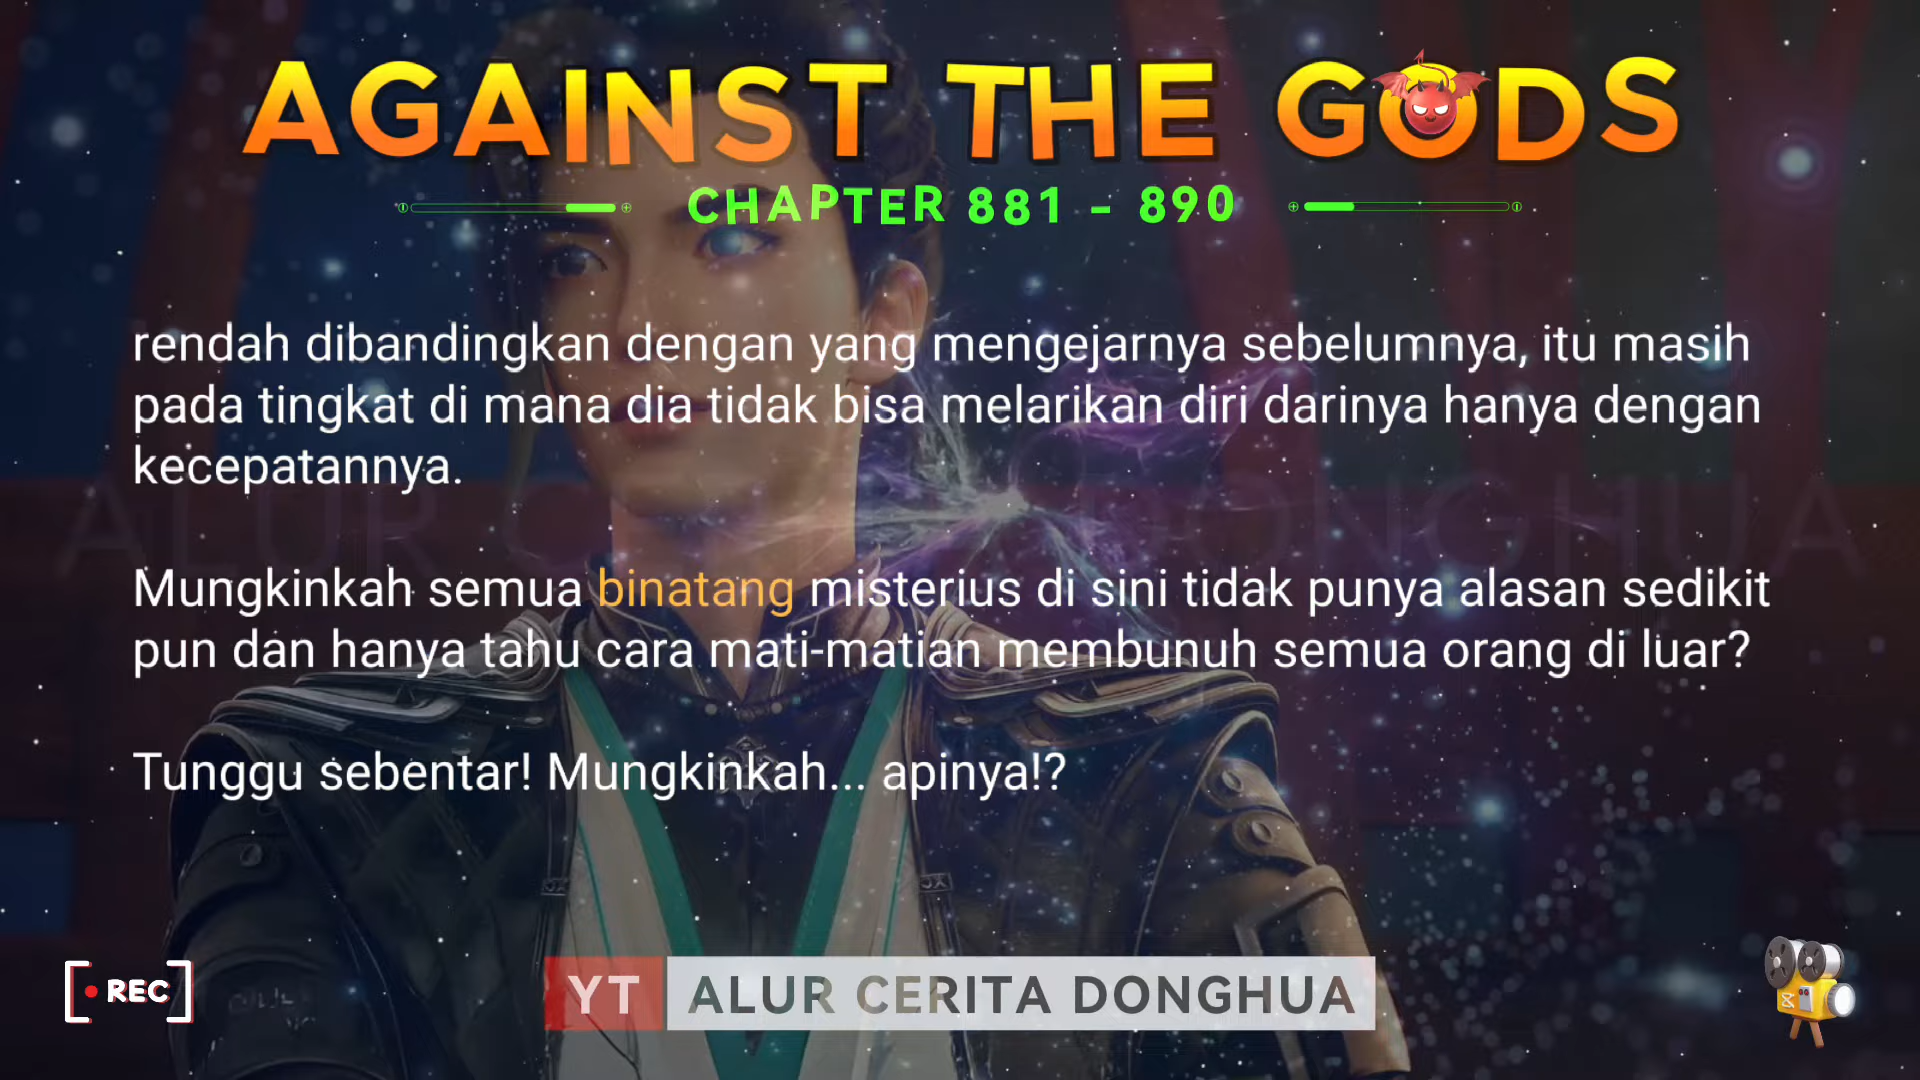 AGAINST THE GODS
CHAPTER 881 - 890
rendah dibandingkan dengan yang mengejarnya sebelumnya, itu masih
pada tingkat di mana dia tidak bisa melarikan diri darinya hanya dengan
kecepatannya.
Mungkinkah semua binatang misterius di sini tidak punya alasan sedikit
pun dan hanya tahu cara mati-matian membunuh semua orang di luar?
Tunggu sebentar! Mungkinkah... apinya!?
ALUR CERITA DONGHUA
REC
YT ALUR CERITA DONGHUA